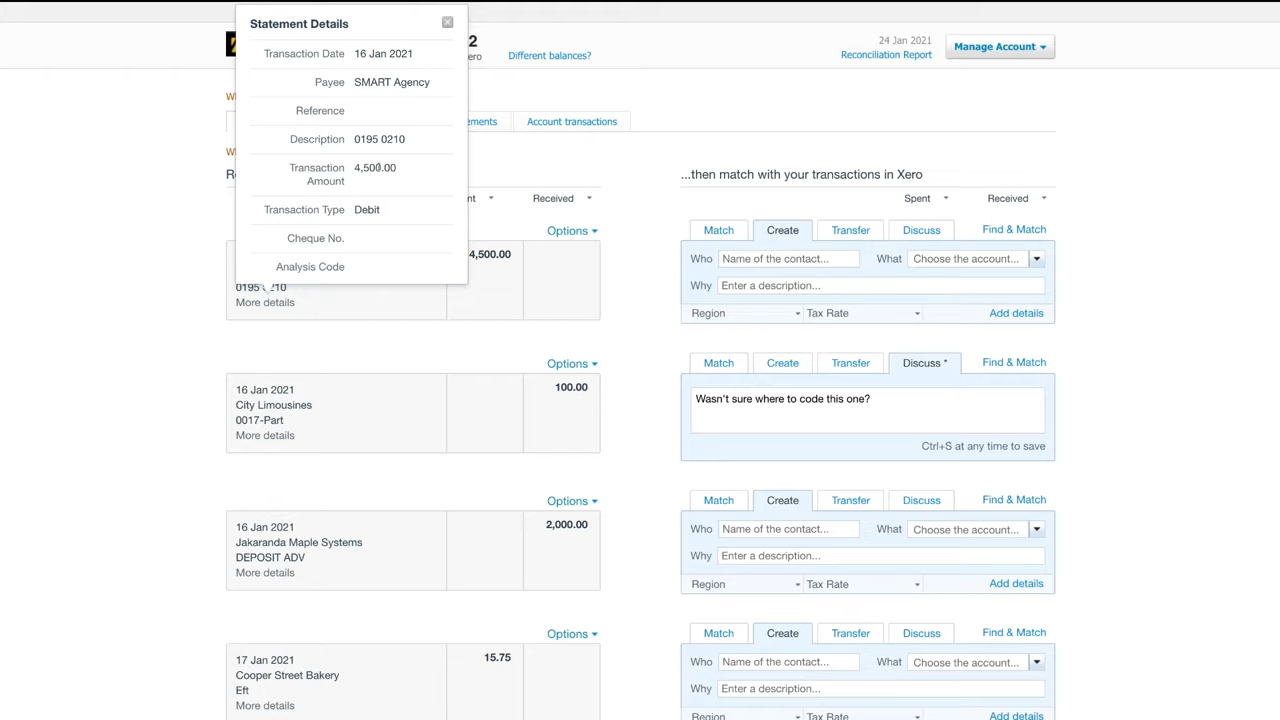 Statement Details
Transaction Date 16 Jan 2021
Payee SMART Agency
Reference
Description 0195 0210
Transaction Amount 4,500.00
Transaction Type Debit
Cheque No.
Analysis Code
2
ero
Different balances?
24 Jan 2021
Reconciliation Report
Manage Account
W
ements
Account transactions
W
R
nt
Received
...then match with your transactions in Xero
Spent
Received
Options
4,500.00
0195 0210
More details
Match Create Transfer Discuss Find & Match
Who Name of the contact... What Choose the account...
Why Enter a description...
Region Tax Rate Add details
Options
16 Jan 2021
City Limousines
0017-Part
More details
100.00
Match Create Transfer Discuss * Find & Match
Wasn't sure where to code this one?
Ctrl+S at any time to save
Options
16 Jan 2021
Jakaranda Maple Systems
DEPOSIT ADV
More details
2,000.00
Match Create Transfer Discuss Find & Match
Who Name of the contact... What Choose the account...
Why Enter a description...
Region Tax Rate Add details
Options
17 Jan 2021
Cooper Street Bakery
Eft
More details
15.75
Match Create Transfer Discuss Find & Match
Who Name of the contact... What Choose the account...
Why Enter a description...
Region Tax Rate Add details